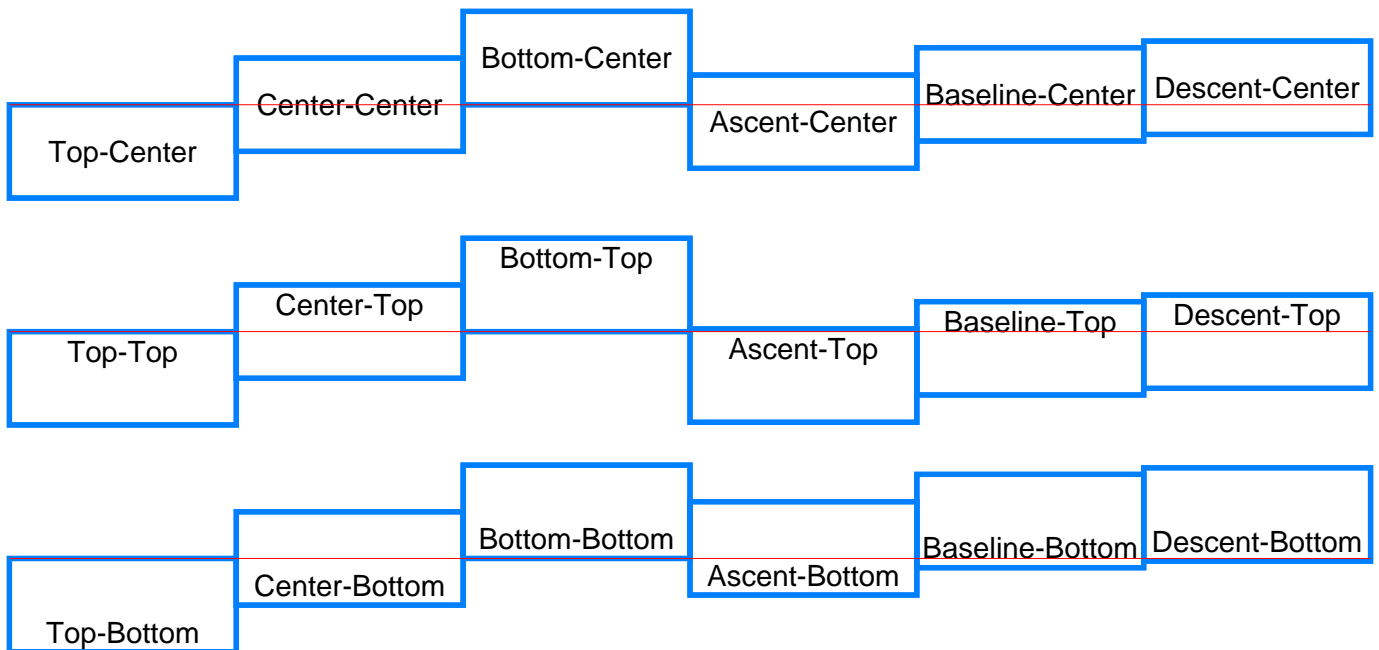 Top-Center
Center-Center
Bottom-Center
Ascent-Center
Baseline-Center
Descent-Center
Top-Top
Center-Top
Bottom-Top
Ascent-Top
Baseline-Top
Descent-Top
Top-Bottom
Center-Bottom
Bottom-Bottom
Ascent-Bottom
Baseline-Bottom
Descent-Bottom